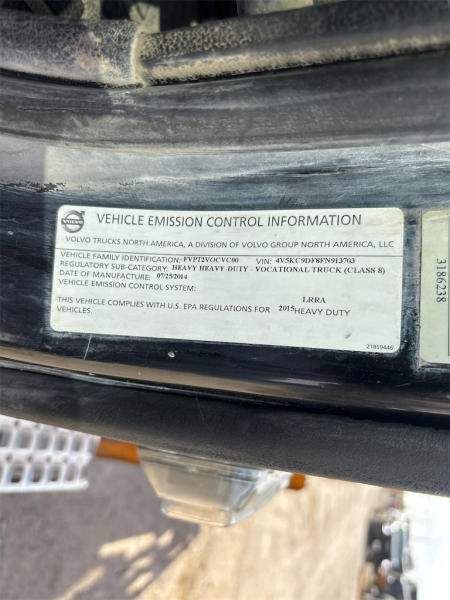 VOLVO
VEHICLE EMISSION CONTROL INFORMATION
VOLVO TRUCKS NORTH AMERICA, A DIVISION OF VOLVO GROUP NORTH AMERICA, LLC
VEHICLE FAMILY IDENTIFICATION: FVPT2VOCVC00 VIN: 4V5KC9DF8FN913703
REGULATORY SUB-CATEGORY: HEAVY HEAVY-DUTY - VOCATIONAL TRUCK (CLASS 8)
DATE OF MANUFACTURE: 07/25/2014
VEHICLE EMISSION CONTROL SYSTEM:
LRRA
THIS VEHICLE COMPLIES WITH U.S. EPA REGULATIONS FOR 2015 HEAVY DUTY
VEHICLES.
21859446
3186238